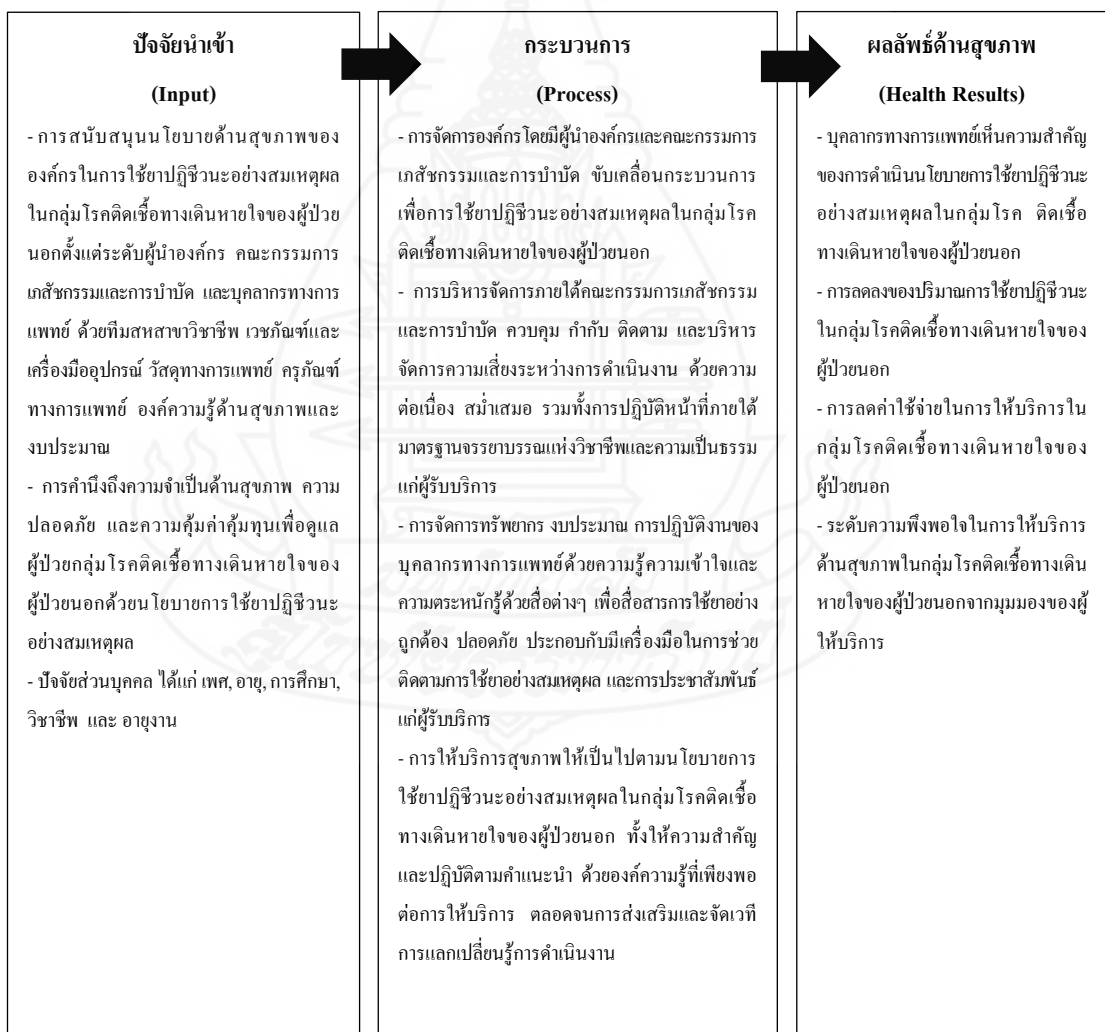 ปัจจัยนำเข้า
(Input)
- การสนับสนุนนโยบายด้านสุขภาพของ
องค์กรในการใช้ยาปฏิชีวนะอย่างสมเหตุผล
ในกลุ่มโรคติดเชื้อทางเดินหายใจของผู้ป่วย
นอกตั้งแต่ระดับผู้นำองค์กร คณะกรรมการ
เภสัชกรรมและการบำบัด และบุคลากรทางการ
แพทย์ ด้วยทีมสหสาขาวิชาชีพ เวชภัณฑ์และ
เครื่องมืออุปกรณ์ วัสดุทางการแพทย์ ครุภัณฑ์
ทางการแพทย์ องค์ความรู้ด้านสุขภาพและ
งบประมาณ
- การคำนึงถึงความจำเป็นด้านสุขภาพ ความ
ปลอดภัย และความคุ้มค่าคุ้มทุนเพื่อดูแล
ผู้ป่วยกลุ่มโรคติดเชื้อทางเดินหายใจของ
ผู้ป่วยนอกด้วยนโยบายการใช้ยาปฏิชีวนะ
อย่างสมเหตุผล
- ปัจจัยส่วนบุคคล ได้แก่ เพศ, อายุ, การศึกษา,
วิชาชีพ และ อายุงาน
กระบวนการ
(Process)
- การจัดการองค์กรโดยมีผู้นำองค์กรและคณะกรรมการ
เภสัชกรรมและการบำบัด ขับเคลื่อนกระบวนการ
เพื่อการใช้ยาปฏิชีวนะอย่างสมเหตุผลในกลุ่มโรค
ติดเชื้อทางเดินหายใจของผู้ป่วยนอก
- การบริหารจัดการภายใต้คณะกรรมการเภสัชกรรม
และการบำบัด ควบคุม กำกับ ติดตาม และบริหาร
จัดการความเสี่ยงระหว่างการดำเนินงาน ด้วยความ
ต่อเนื่อง สม่ำเสมอ รวมทั้งการปฏิบัติหน้าที่ภายใต้
มาตรฐานจรรยาบรรณแห่งวิชาชีพและความเป็นธรรม
แก่ผู้รับบริการ
- การจัดการทรัพยากร งบประมาณ การปฏิบัติงานของ
บุคลากรทางการแพทย์ด้วยความรู้ความเข้าใจและ
ความตระหนักรู้ด้วยสื่อต่างๆ เพื่อสื่อสารการใช้ยาอย่าง
ถูกต้อง ปลอดภัย ประกอบกับมีเครื่องมือในการช่วย
ติดตามการใช้ยาอย่างสมเหตุผล และการประชาสัมพันธ์
แก่ผู้รับบริการ
- การให้บริการสุขภาพให้เป็นไปตามนโยบายการ
ใช้ยาปฏิชีวนะอย่างสมเหตุผลในกลุ่มโรคติดเชื้อ
ทางเดินหายใจของผู้ป่วยนอก ทั้งให้ความสำคัญ
และปฏิบัติตามคำแนะนำ ด้วยองค์ความรู้ที่เพียงพอ
ต่อการให้บริการ ตลอดจนการส่งเสริมและจัดเวที
การแลกเปลี่ยนรู้การดำเนินงาน
ผลลัพธ์ด้านสุขภาพ
(Health Results)
- บุคลากรทางการแพทย์เห็นความสำคัญ
ของการดำเนินนโยบายการใช้ยาปฏิชีวนะ
อย่างสมเหตุผลในกลุ่มโรค ติดเชื้อ
ทางเดินหายใจของผู้ป่วยนอก
- การลดลงของปริมาณการใช้ยาปฏิชีวนะ
ในกลุ่มโรคติดเชื้อทางเดินหายใจของ
ผู้ป่วยนอก
- การลดค่าใช้จ่ายในการให้บริการใน
กลุ่มโรคติดเชื้อทางเดินหายใจของ
ผู้ป่วยนอก
- ระดับความพึงพอใจในการให้บริการ
ด้านสุขภาพในกลุ่มโรคติดเชื้อทางเดิน
หายใจของผู้ป่วยนอกจากมุมมองของผู้
ให้บริการ